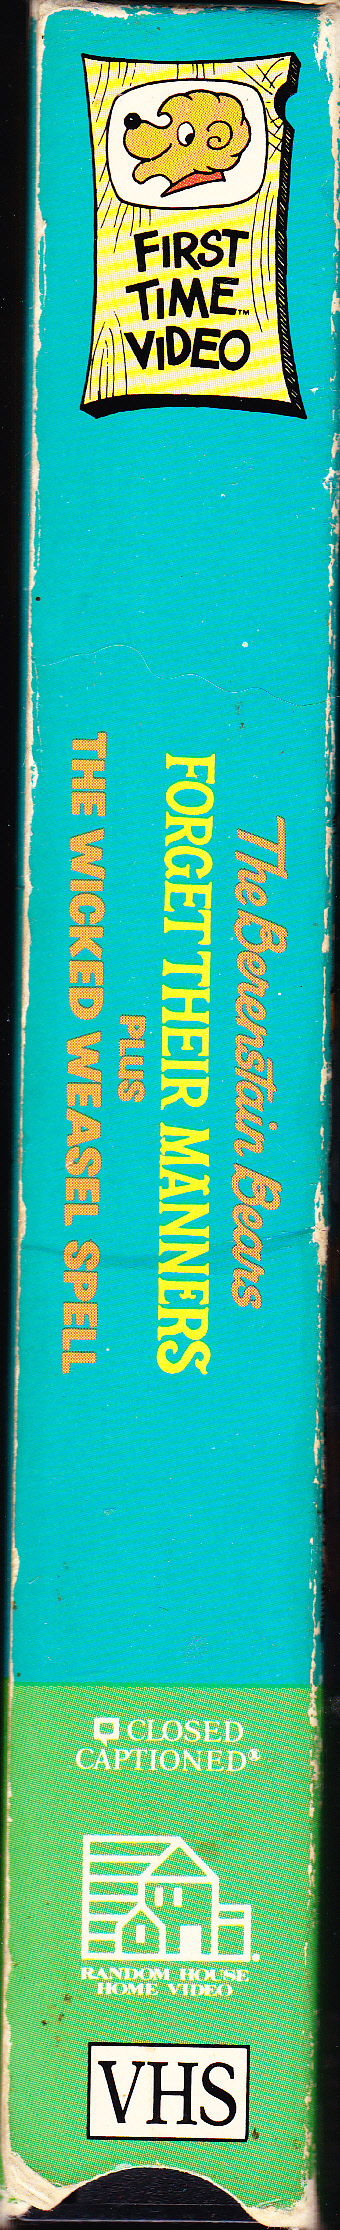 FIRST
TIME™
VIDEO
The Berenstain Bears
FORGET THEIR MANNERS
PLUS
THE WICKED WEASEL SPELL
CLOSED
CAPTIONED®
RANDOM HOUSE
HOME VIDEO
VHS